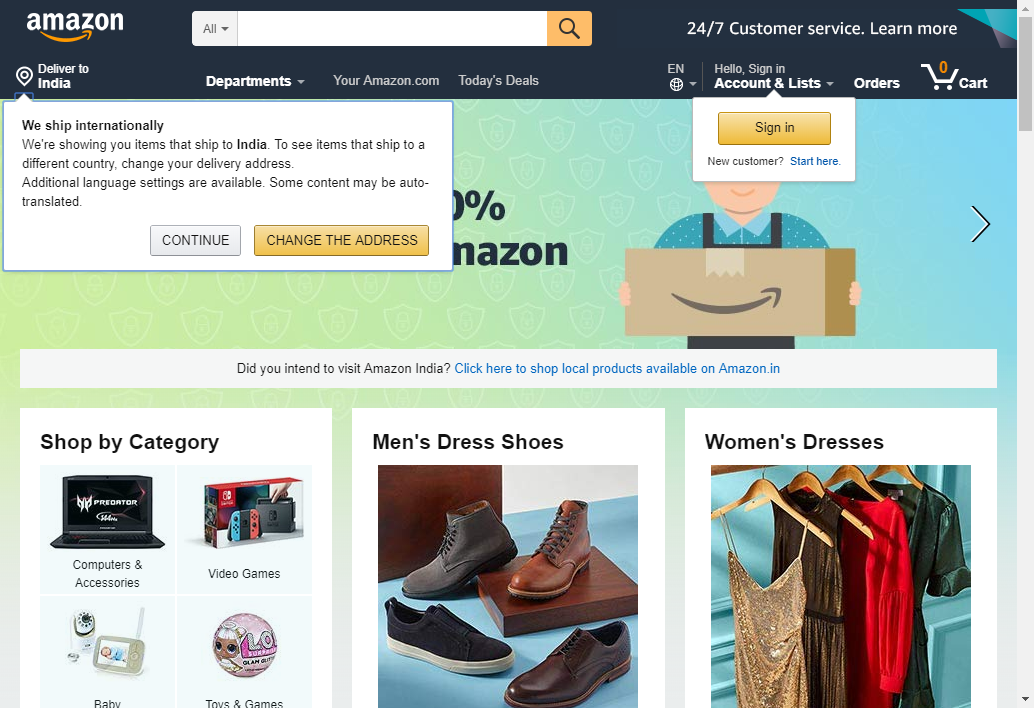 amazon
All
24/7 Customer service. Learn more
Deliver to
India
Departments
Your Amazon.com
Today's Deals
EN
Hello, Sign in
Account & Lists
Orders
0
Cart
We ship internationally
We're showing you items that ship to India. To see items that ship to a
different country, change your delivery address.
Additional language settings are available. Some content may be auto-
translated.
CONTINUE
CHANGE THE ADDRESS
Sign in
New customer? Start here.
0%
mazon
Did you intend to visit Amazon India? Click here to shop local products available on Amazon.in
Shop by Category
Men's Dress Shoes
Women's Dresses
PREDATOR
144Hz
Computers &
Accessories
Video Games
L.O.L
SURPRISE
GLAM GLITTER
Baby
Toys & Games